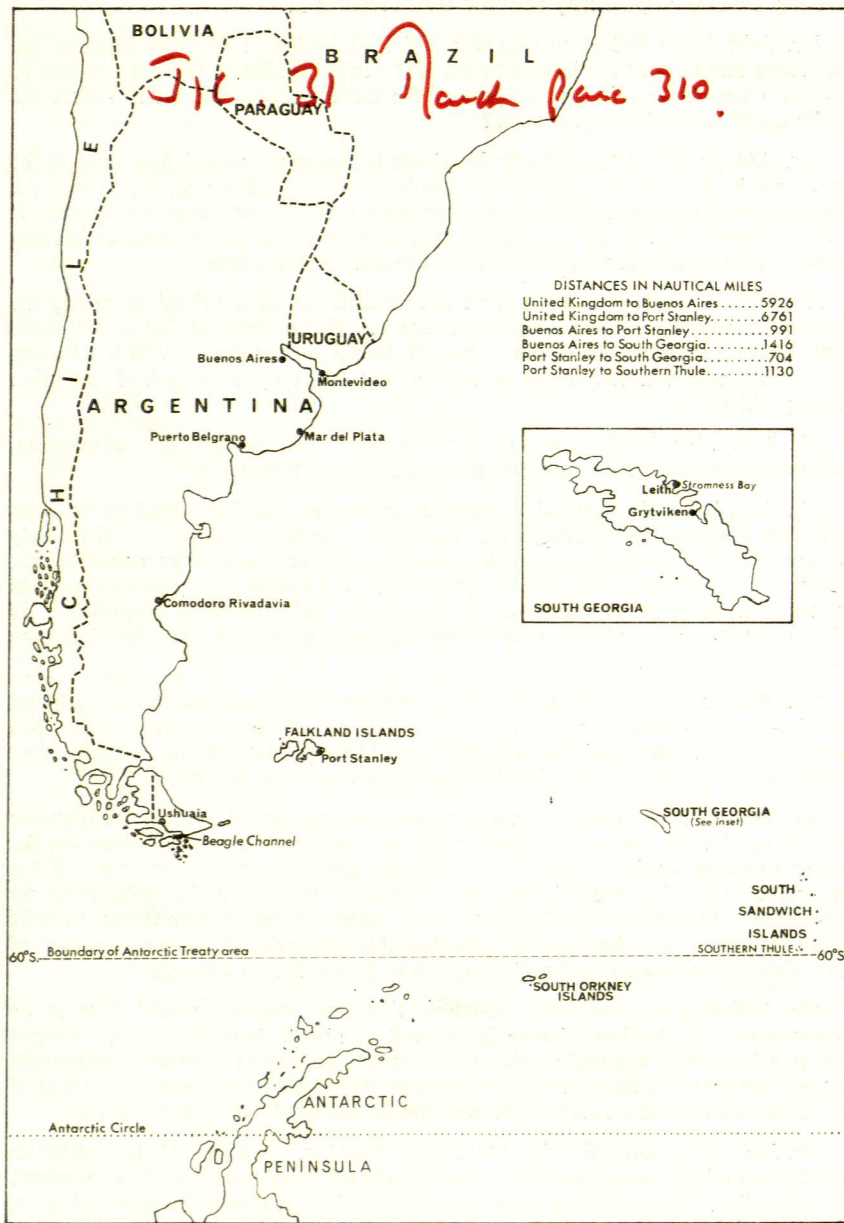 BOLIVIA
BRAZIL
JIC. 31 March para 310.
PARAGUAY
CHILE
DISTANCES IN NAUTICAL MILES
United Kingdom to Buenos Aires......5926
United Kingdom to Port Stanley.......6761
Buenos Aires to Port Stanley............991
Buenos Aires to South Georgia.......1416
Port Stanley to South Georgia.........704
Port Stanley to Southern Thule........1130
URUGUAY
Buenos Aires
Montevideo
ARGENTINA
Puerto Belgrano
Mar del Plata
Leith
Stromness Bay
Grytviken
SOUTH GEORGIA
Comodoro Rivadavia
FALKLAND ISLANDS
Port Stanley
Ushuaia
Beagle Channel
SOUTH GEORGIA
(See inset)
SOUTH
SANDWICH
ISLANDS
SOUTHERN THULE
60°S. Boundary of Antarctic Treaty area 60°S
SOUTH ORKNEY
ISLANDS
ANTARCTIC
Antarctic Circle
PENINSULA